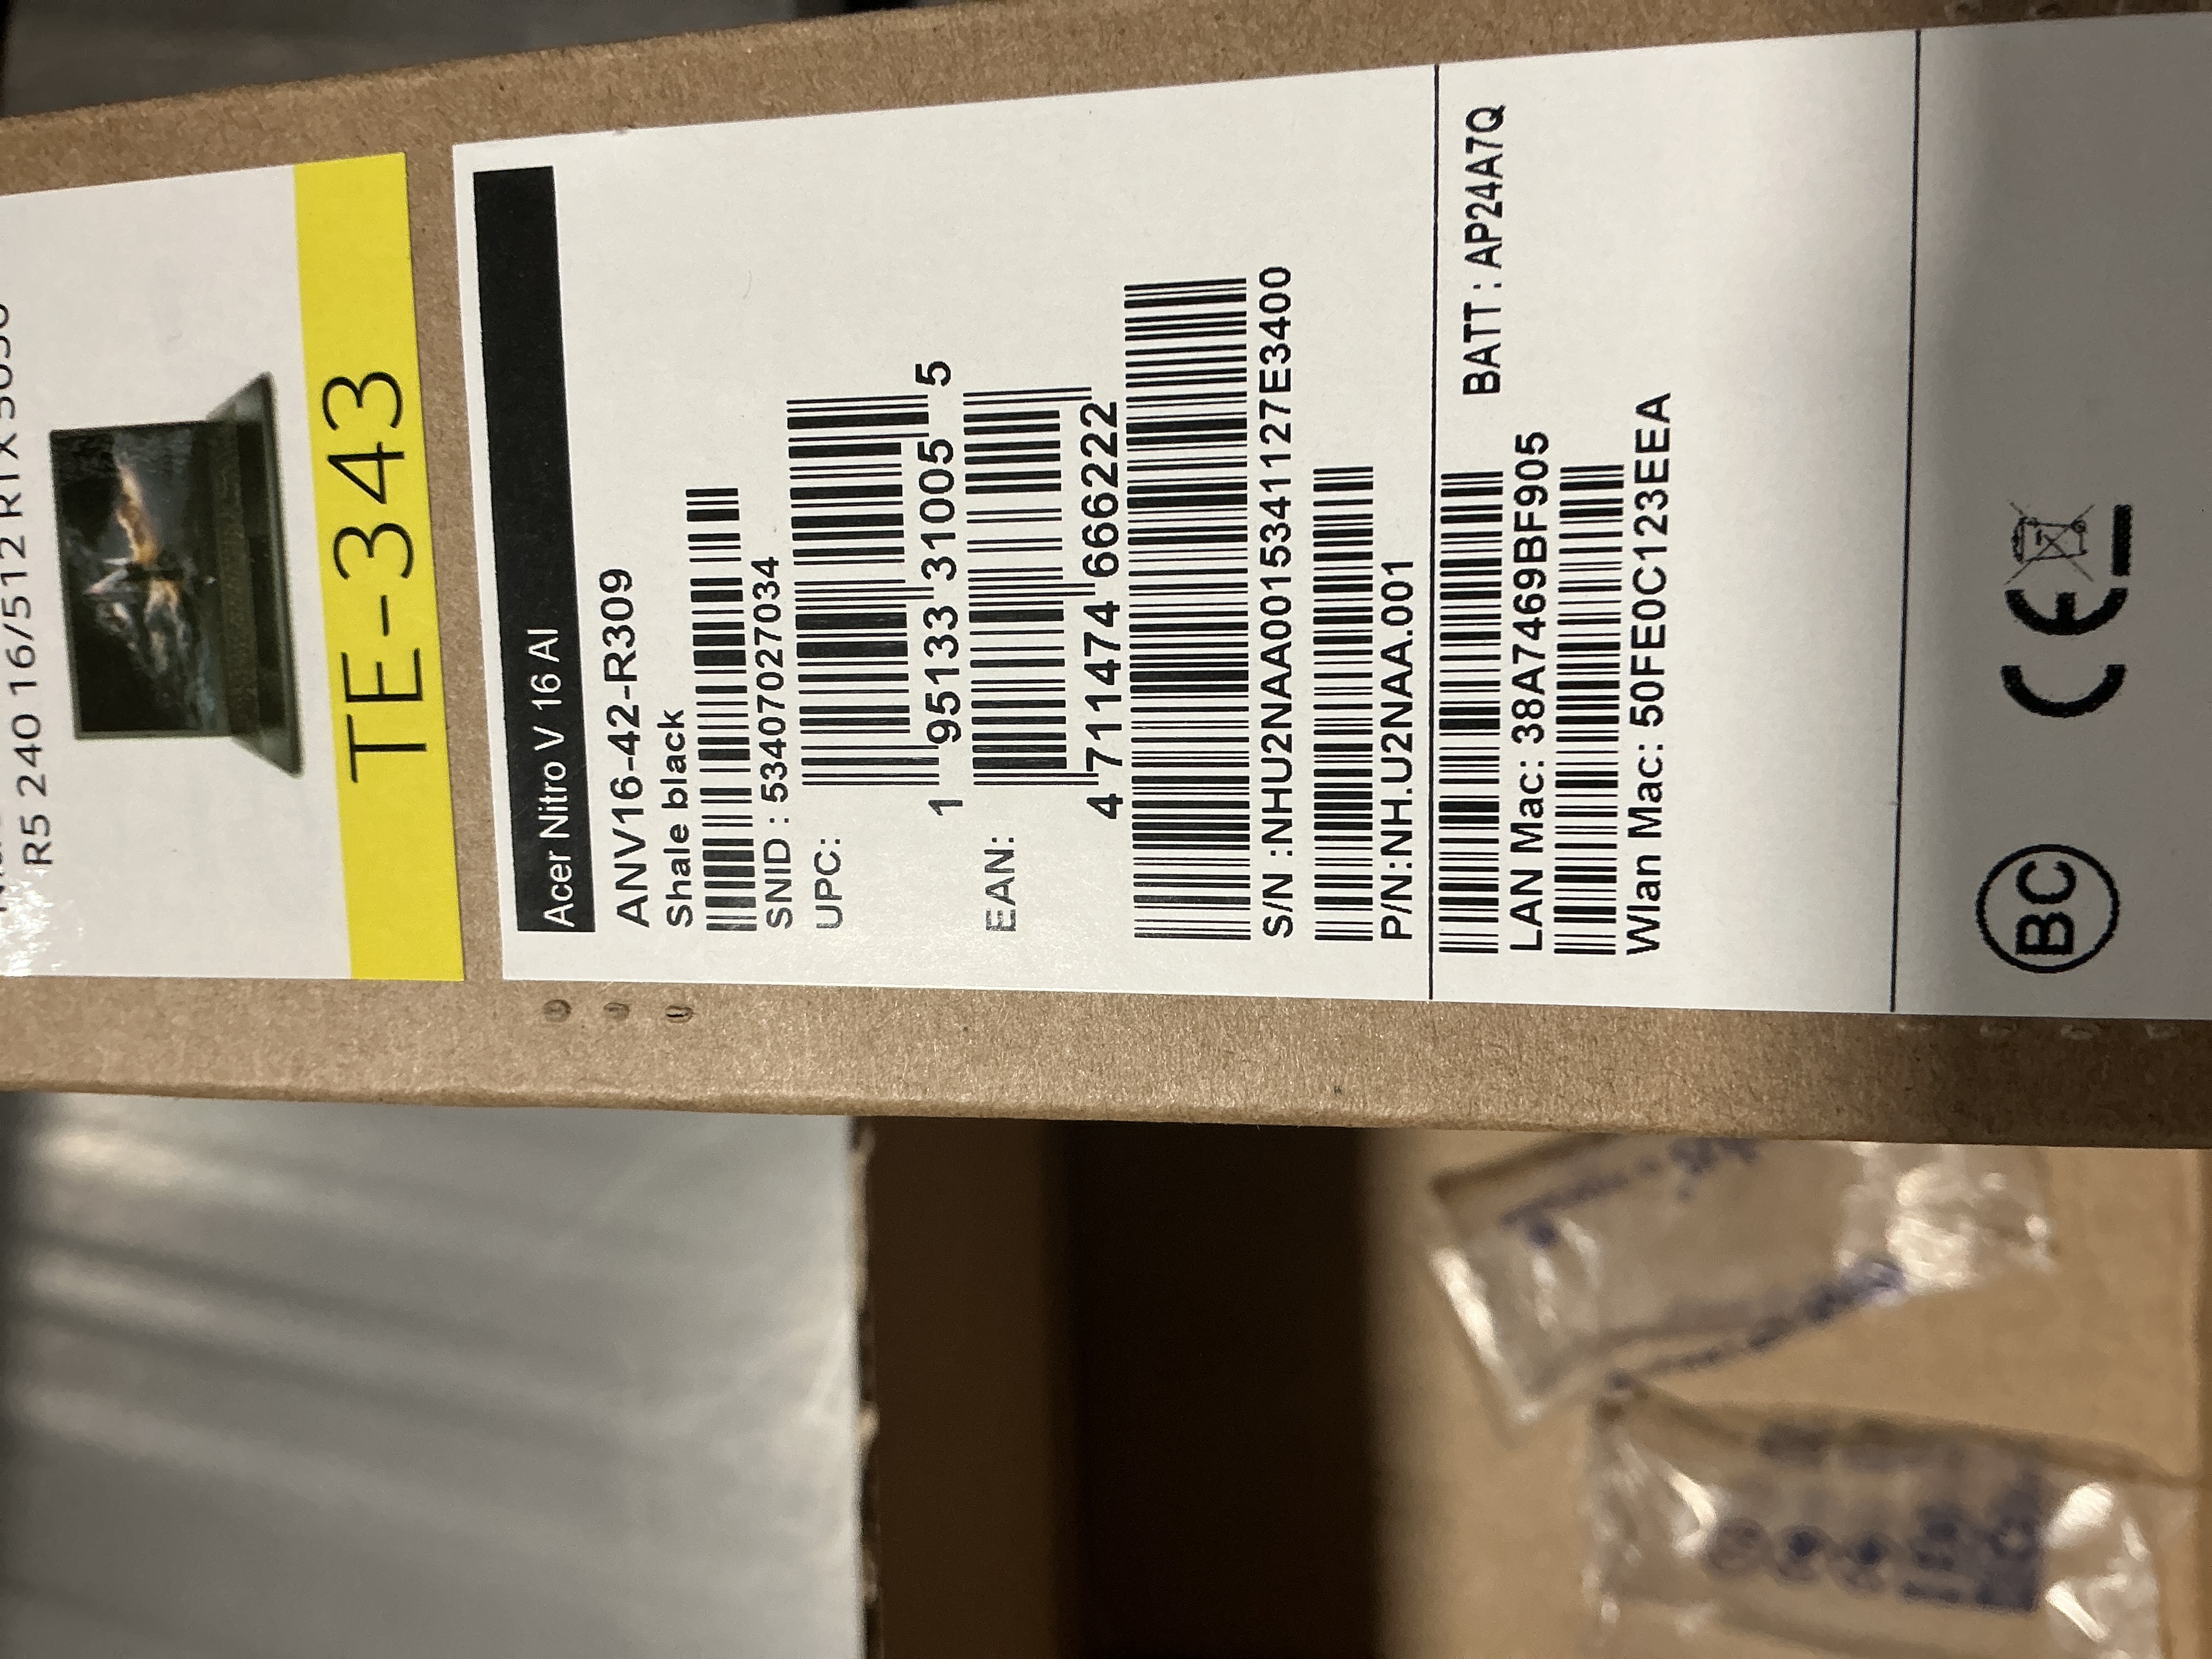 R5 240 16/512 RTX 5050
TE-343
Acer Nitro V 16 AI
ANV16-42-R309
Shale black
SNID : 53407027034
UPC:
1 95133 31005 5
EAN:
4 711474 666222
S/N :NHU2NAA0015341127E3400
P/N:NH.U2NAA.001
LAN Mac: 38A7469BF905
BATT : AP24A7Q
Wlan Mac: 50FE0C123EEA
BC
CE